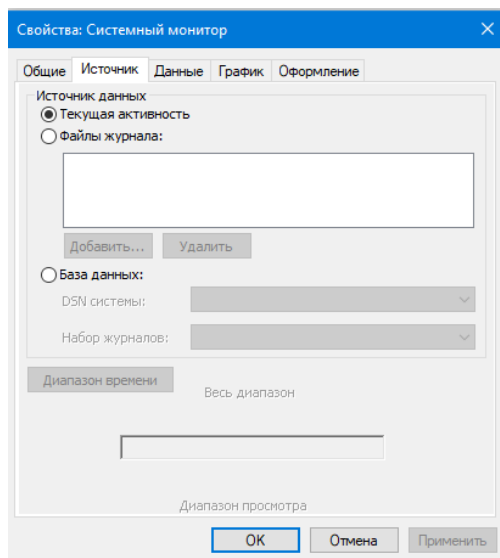 Свойства: Системный монитор
Общие Источник Данные График Оформление
Источник данных
Текущая активность
Файлы журнала:
Добавить... Удалить
База данных:
DSN системы:
Набор журналов:
Диапазон времени
Весь диапазон
Диапазон просмотра
OK Отмена Применить